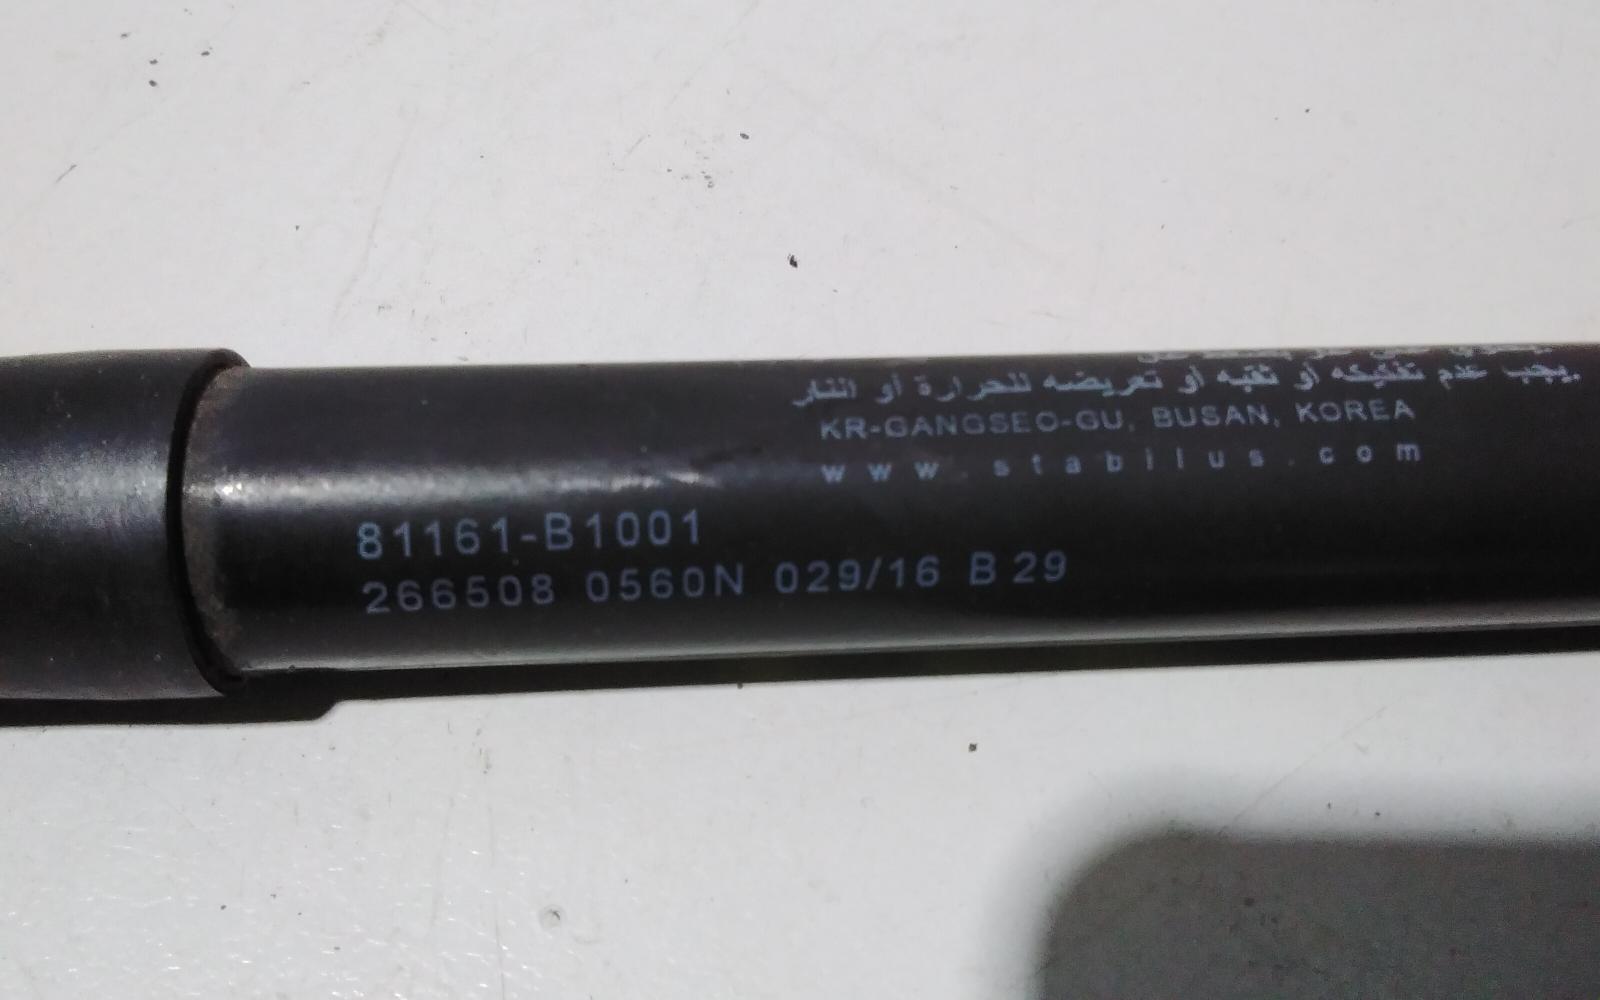 يجب عدم تفكيكه أو ثقبه أو تعريضه للحرارة أو النار.
KR-GANGSEO-GU, BUSAN, KOREA
www.stabilus.com
81161-B1001
266508 0560N 029/16 B 29